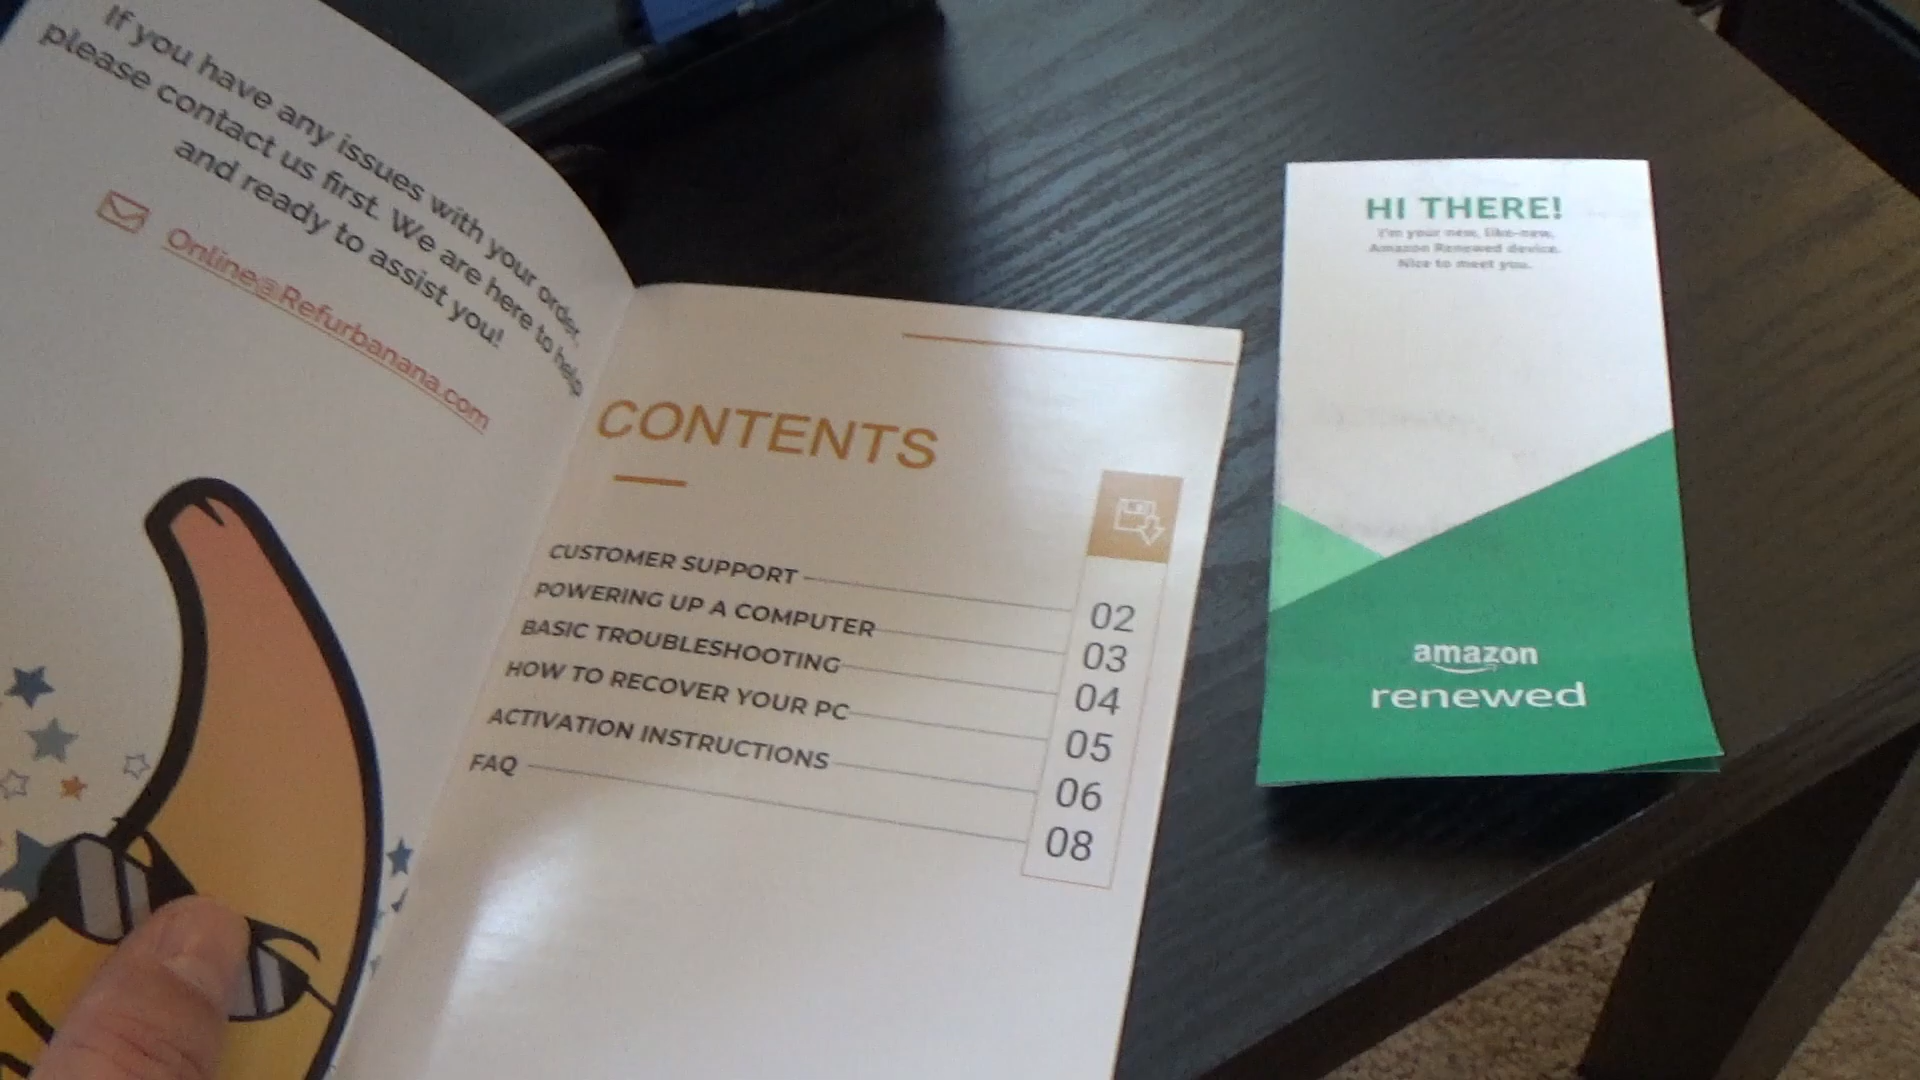 If you have any issues with your order,
please contact us first. We are here to help
and ready to assist you!
Online@Refurbanana.com
CONTENTS
CUSTOMER SUPPORT 02
POWERING UP A COMPUTER 03
BASIC TROUBLESHOOTING 04
HOW TO RECOVER YOUR PC 05
ACTIVATION INSTRUCTIONS 06
FAQ 08
HI THERE!
I'm your new, like-new,
Amazon Renewed device.
Nice to meet you.
amazon
renewed